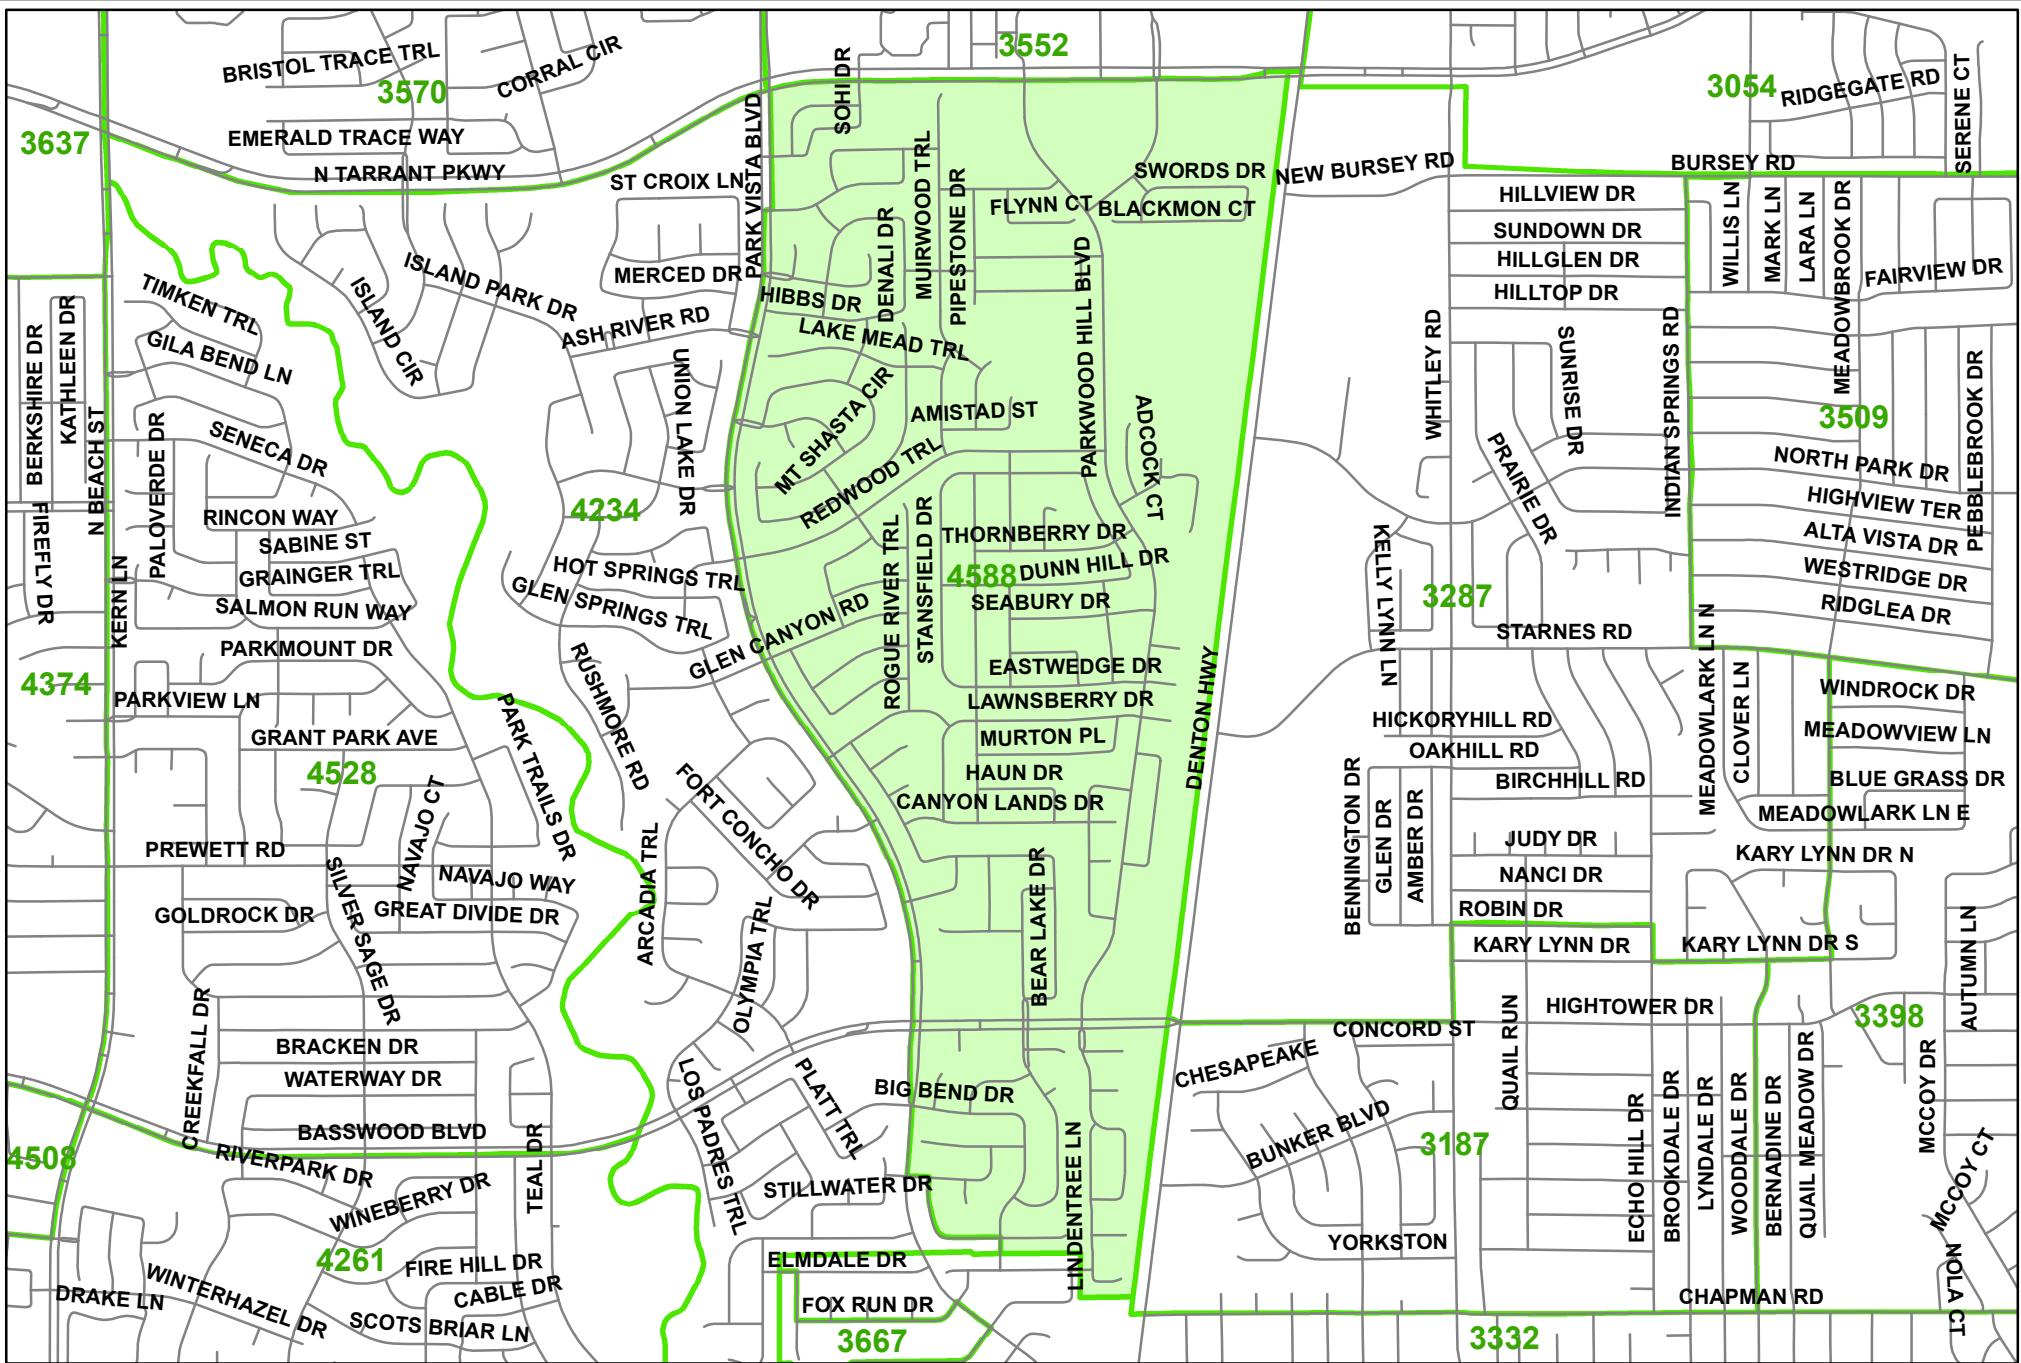 BRISTOL TRACE TRL
CORRAL CIR
3570
EMERALD TRACE WAY
N TARRANT PKWY
3637
PARK VISTA BLVD
SOHI DR
3552
3054
RIDGEGATE RD
SERENE CT
ST CROIX LN
MERCED DR
ASH RIVER RD
ISLAND PARK DR
ISLAND CIR
UNION LAKE DR
MUIRWOOD TRL
PIPESTONE DR
DENALI DR
FLYNN CT
SWORDS DR
BLACKMON CT
NEW BURSEY RD
BURSEY RD
HILLVIEW DR
SUNDOWN DR
HILLGLEN DR
HILLTOP DR
WILLIS LN
MARK LN
LARA LN
MEADOWBROOK DR
FAIRVIEW DR
TIMKEN TRL
GILA BEND LN
SENECA DR
BERKSHIRE DR
KATHLEEN DR
N BEACH ST
PALOVERDE DR
FIREFLY DR
KERN LN
RINCON WAY
SABINE ST
GRAINGER TRL
SALMON RUN WAY
PARKMOUNT DR
4374
PARKVIEW LN
GRANT PARK AVE
4528
HIBBS DR
LAKE MEAD TRL
MT SHASTA CIR
AMISTAD ST
REDWOOD TRL
PARKWOOD HILL BLVD
ADCOCK CT
4234
HOT SPRINGS TRL
GLEN SPRINGS TRL
GLEN CANYON RD
ROGUE RIVER TRL
STANSFIELD DR
THORNBERRY DR
4588
DUNN HILL DR
SEABURY DR
EASTWEDGE DR
LAWNSBERRY DR
MURTON PL
HAUN DR
CANYON LANDS DR
DENTON HWY
WHITLEY RD
SUNRISE DR
PRAIRIE DR
INDIAN SPRINGS RD
3509
PEBBLEBROOK DR
NORTH PARK DR
HIGHVIEW TER
ALTA VISTA DR
WESTRIDGE DR
RIDGLEA DR
KELLY LYNN LN
3287
STARNES RD
MEADOWLARK LN N
CLOVER LN
WINDROCK DR
MEADOWVIEW LN
BLUE GRASS DR
MEADOWLARK LN E
HICKORYHILL RD
OAKHILL RD
BIRCHHILL RD
BENNINGTON DR
GLEN DR
AMBER DR
JUDY DR
NANCI DR
ROBIN DR
KARY LYNN DR
KARY LYNN DR N
KARY LYNN DR S
RUSHMORE RD
PARK TRAILS DR
FORT CONCHO DR
ARCADIA TRL
OLYMPIA TRL
BEAR LAKE DR
PREWETT RD
NAVAJO CT
NAVAJO WAY
SILVER SAGE DR
GOLDROCK DR
GREAT DIVIDE DR
CREEKFALL DR
BRACKEN DR
WATERWAY DR
BASSWOOD BLVD
4508
RIVERPARK DR
WINEBERRY DR
TEAL DR
4261
FIRE HILL DR
CABLE DR
SCOTS BRIAR LN
WINTERHAZEL DR
DRAKE LN
LOS PADRES TRL
PLATT TRL
BIG BEND DR
STILLWATER DR
ELMDALE DR
FOX RUN DR
3667
LINDENTREE LN
CONCORD ST
CHESAPEAKE
BUNKER BLVD
3187
YORKSTON
QUAIL RUN
HIGHTOWER DR
ECHO HILL DR
BROOKDALE DR
LYNDALE DR
WOODDALE DR
BERNADINE DR
QUAIL MEADOW DR
3398
AUTUMN LN
MCCOY DR
MCCOY CT
NOLA CT
CHAPMAN RD
3332